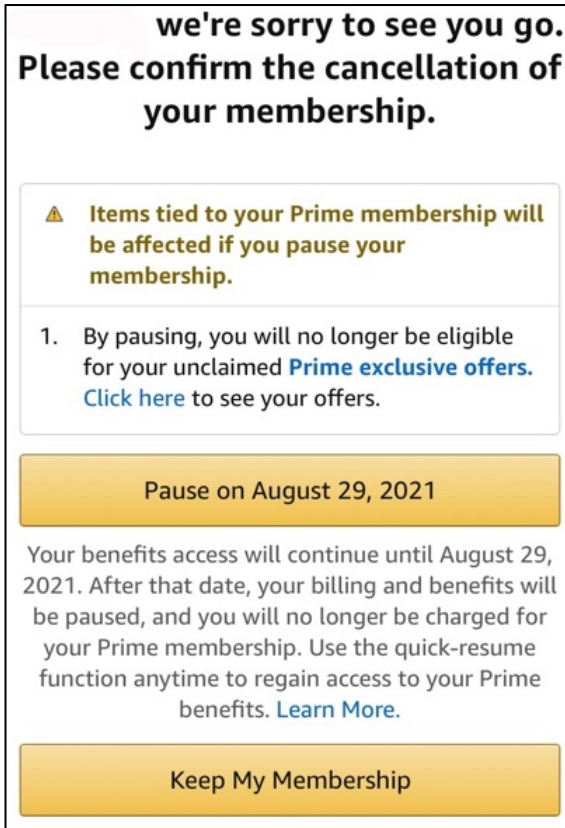 we're sorry to see you go.
Please confirm the cancellation of
your membership.
Items tied to your Prime membership will
be affected if you pause your
membership.
1. By pausing, you will no longer be eligible
for your unclaimed Prime exclusive offers.
Click here to see your offers.
Pause on August 29, 2021
Your benefits access will continue until August 29,
2021. After that date, your billing and benefits will
be paused, and you will no longer be charged for
your Prime membership. Use the quick-resume
function anytime to regain access to your Prime
benefits. Learn More.
Keep My Membership